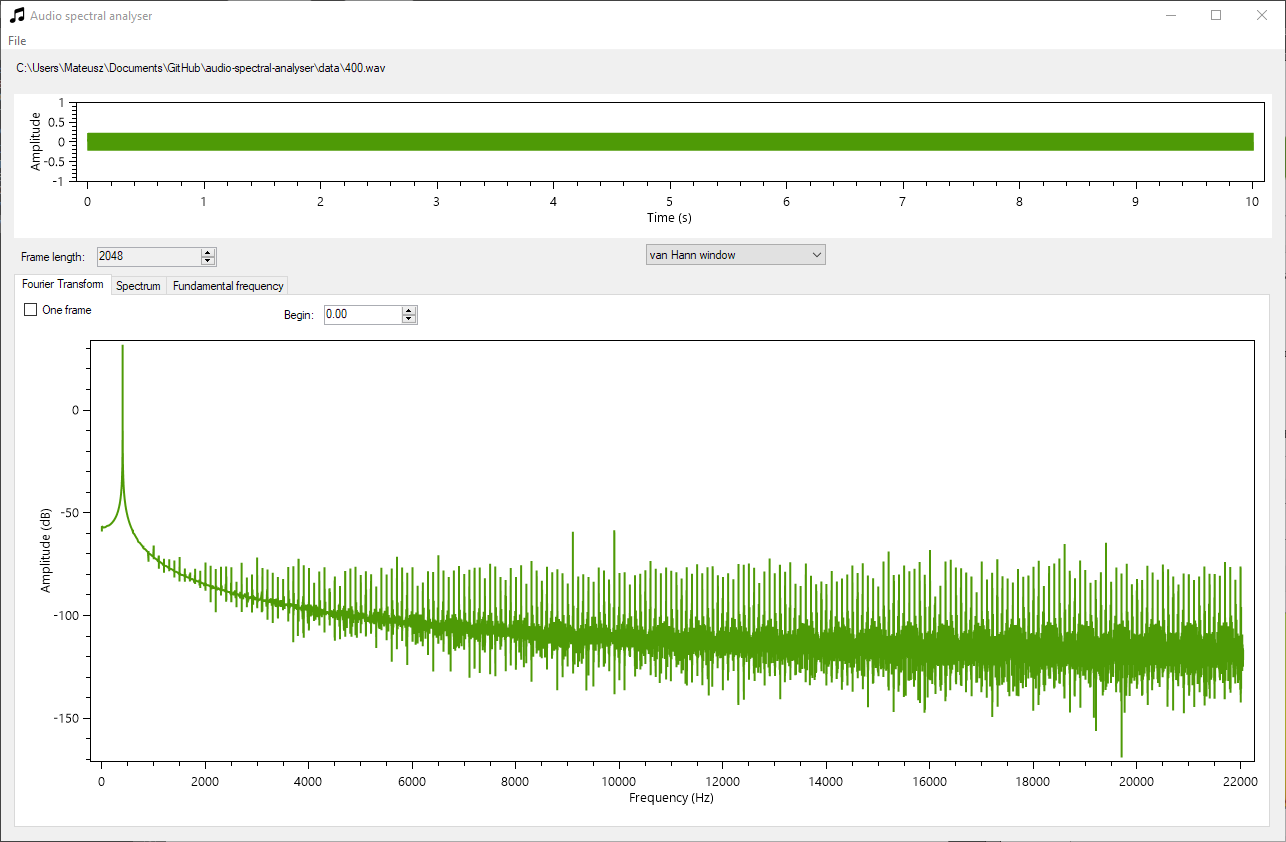 Audio spectral analyser
File
C:\Users\Mateusz\Documents\GitHub\audio-spectral-analyser\data\400.wav
Amplitude
1
0.5
0
-0.5
-1
0 1 2 3 4 5 6 7 8 9 10
Time (s)
Frame length: 2048 van Hann window
Fourier Transform Spectrum Fundamental frequency
One frame Begin: 0.00
Amplitude (dB)
0
-50
-100
-150
0 2000 4000 6000 8000 10000 12000 14000 16000 18000 20000 22000
Frequency (Hz)